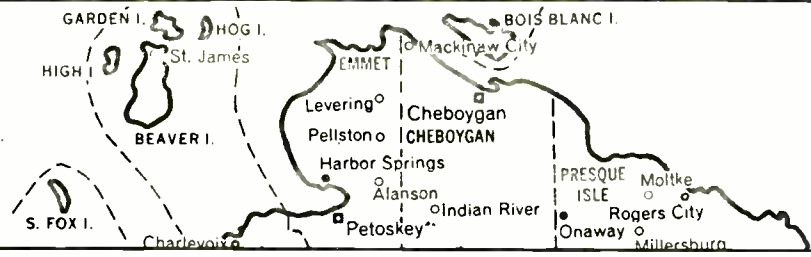 GARDEN I.
HOG I.
BOIS BLANC I.
St. James
Mackinaw City
HIGH I.
EMMET
Levering
Cheboygan
BEAVER I.
Pellston
CHEBOYGAN
Harbor Springs
PRESQUE
ISLE
Moltke
Alanson
S. FOX I.
Indian River
Rogers City
Petoskey
Onaway
Charlevoix
Millersburg